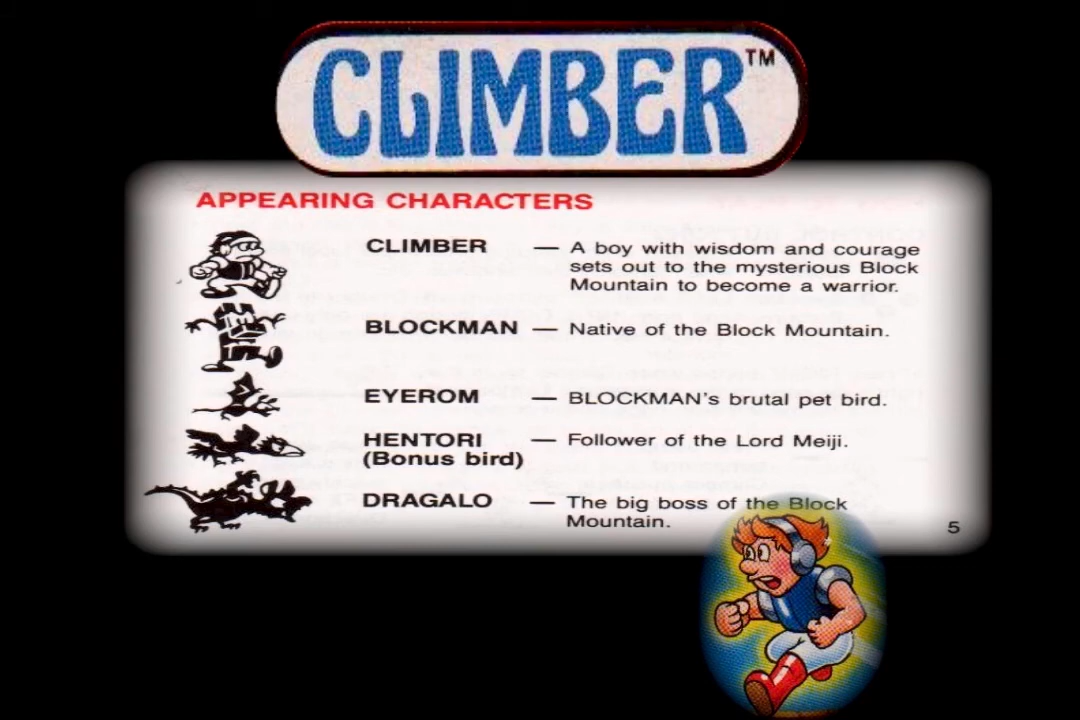 CLIMBER™
APPEARING CHARACTERS
CLIMBER — A boy with wisdom and courage
sets out to the mysterious Block
Mountain to become a warrior.
BLOCKMAN — Native of the Block Mountain.
EYEROM — BLOCKMAN's brutal pet bird.
HENTORI — Follower of the Lord Meiji.
(Bonus bird)
DRAGALO — The big boss of the Block
Mountain.
5